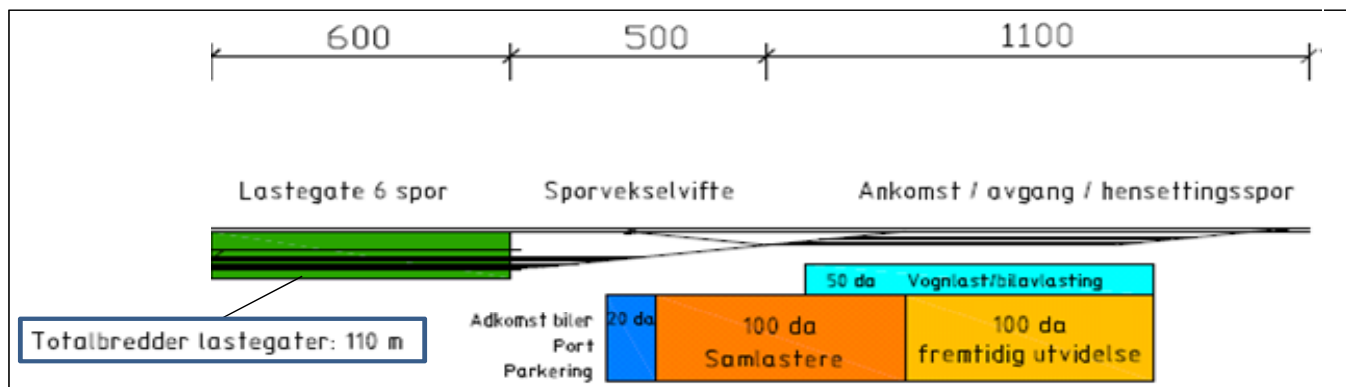 600 500 1100
Lastegate 6 spor Sporvekselvifte Ankomst / avgang / hensettingsspor
50 da Vognlast/bilavlasting
Totalbredder lastegater: 110 m
Adkomst biler
Port
Parkering
20 da
100 da
Samlastere
100 da
fremtidig utvidelse